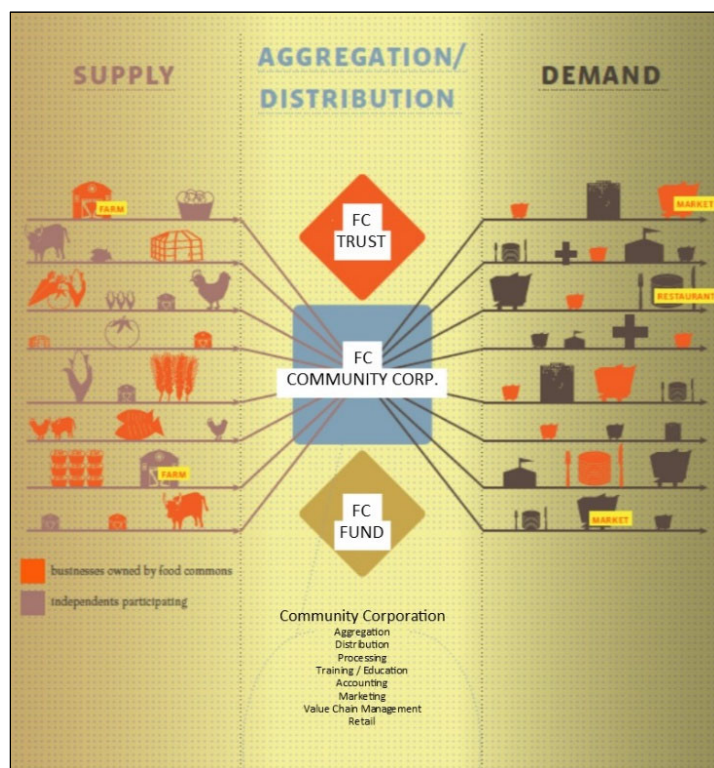 SUPPLY
AGGREGATION/
DISTRIBUTION
DEMAND
FARM
MARKET
FC
TRUST
RESTAURANT
FC
COMMUNITY CORP.
FARM
FC
FUND
MARKET
businesses owned by food commons
independents participating
Community Corporation
Aggregation
Distribution
Processing
Training / Education
Accounting
Marketing
Value Chain Management
Retail